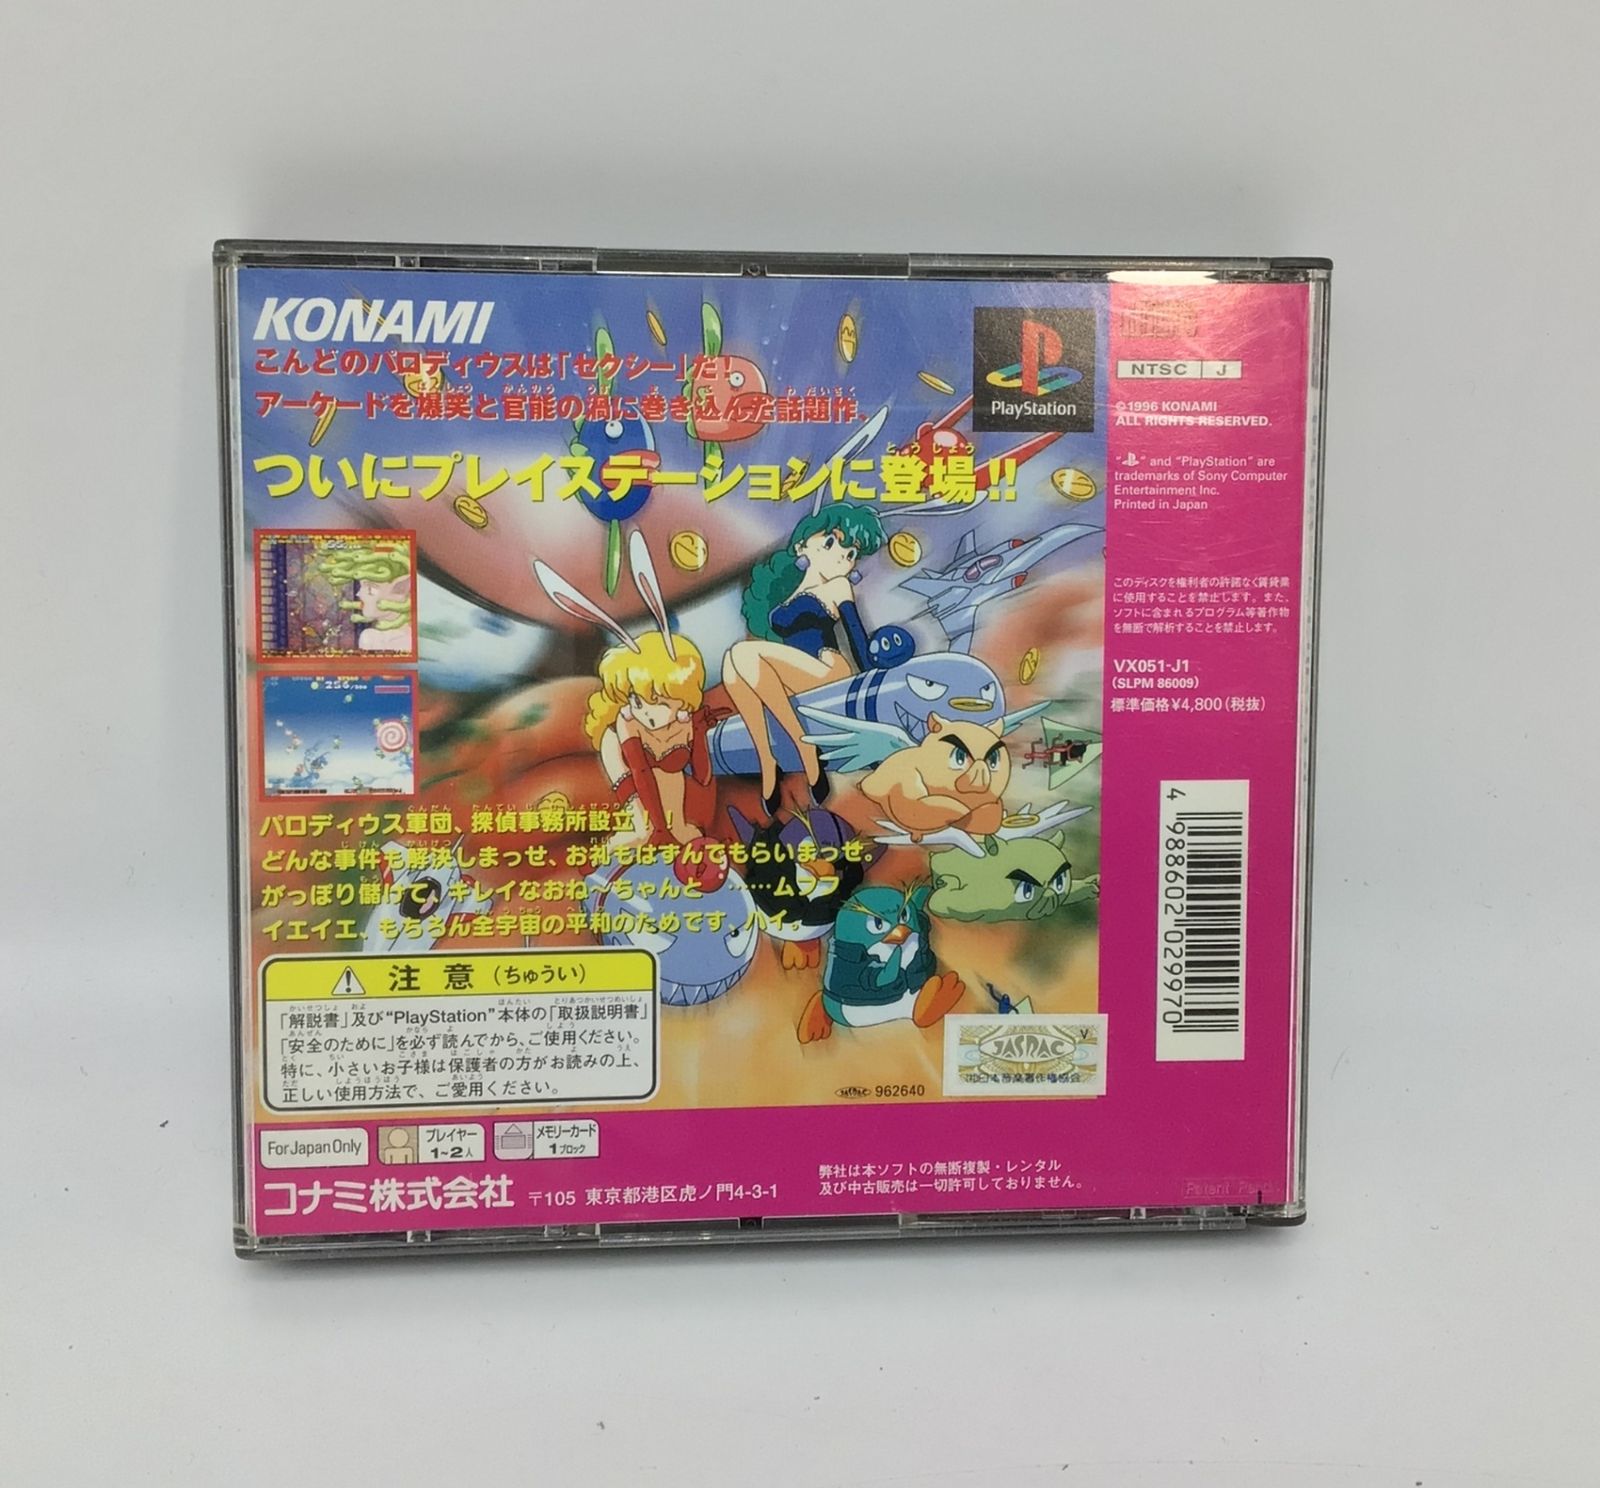 KONAMI
こんどのパロディウスは「セクシー」だ！
アーケードを爆笑と官能の渦に巻き込んだ話題作、
ついにプレイステーションに登場!!
PlayStation
NTSC J
©1996 KONAMI
ALL RIGHTS RESERVED.
" " and "PlayStation" are
trademarks of Sony Computer
Entertainment Inc.
Printed in Japan
このディスクを権利者の許諾なく賃貸業
に使用することを禁止します。また、
ソフトに含まれるプログラム等著作物
を無断で解析することを禁止します。
VX051-J1
(SLPM 86009)
標準価格¥4,800(税抜)
4 988602 029970
パロディウス軍団、探偵事務所設立！！
どんな事件も解決しまっせ、お礼もはずんでもらいまっせ。
がっぽり儲けて、キレイなおね〜ちゃんと……ムフフ
イエイエ、もちろん全宇宙の平和のためです、ハイ。
注意(ちゅうい)
「解説書」及び"PlayStation"本体の「取扱説明書」
「安全のために」を必ず読んでから、ご使用ください。
特に、小さいお子様は保護者の方がお読みの上、
正しい使用方法で、ご愛用ください。
JASRAC V
JASRAC 962640
For Japan Only
プレイヤー
1~2人
メモリーカード
1ブロック
コナミ株式会社 〒105 東京都港区虎ノ門4-3-1
弊社は本ソフトの無断複製・レンタル
及び中古販売は一切許可しておりません。